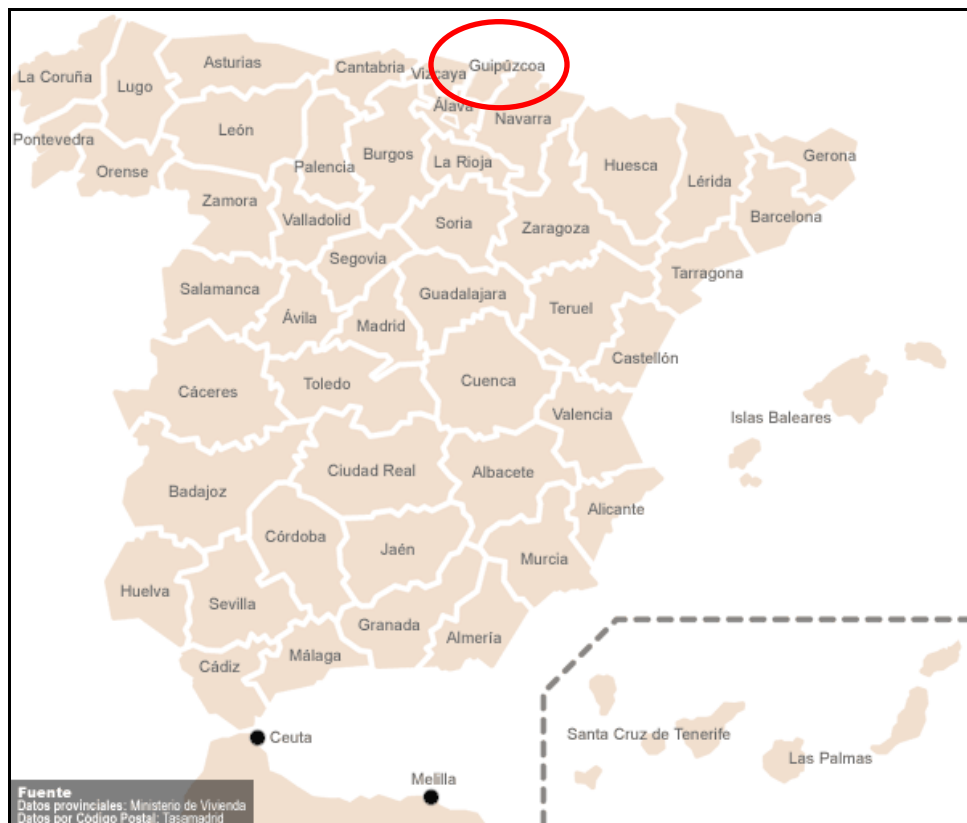 Guipúzcoa
Asturias
Cantabria
Vizcaya
La Coruña
Lugo
Álava
Navarra
León
Pontevedra
Burgos
Palencia
La Rioja
Huesca
Gerona
Orense
Lérida
Zamora
Valladolid
Soria
Zaragoza
Barcelona
Segovia
Tarragona
Salamanca
Guadalajara
Teruel
Ávila
Madrid
Castellón
Cáceres
Toledo
Cuenca
Valencia
Islas Baleares
Ciudad Real
Albacete
Badajoz
Alicante
Córdoba
Jaén
Murcia
Huelva
Sevilla
Granada
Almería
Málaga
Cádiz
Ceuta
Santa Cruz de Tenerife
Las Palmas
Melilla
Fuente
Datos provinciales: Ministerio de Vivienda
Datos por Código Postal: Tasamadrid